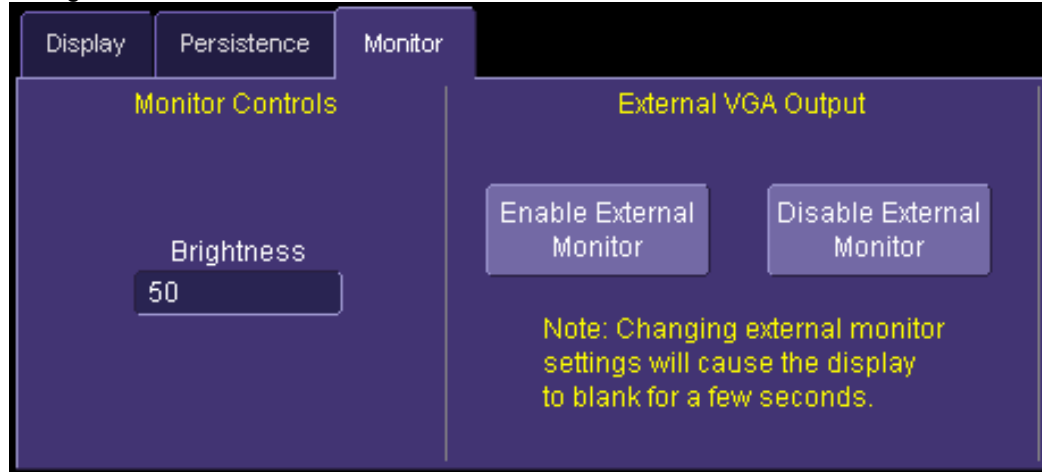 Display Persistence Monitor
Monitor Controls
Brightness
50
External VGA Output
Enable External
Monitor
Disable External
Monitor
Note: Changing external monitor
settings will cause the display
to blank for a few seconds.